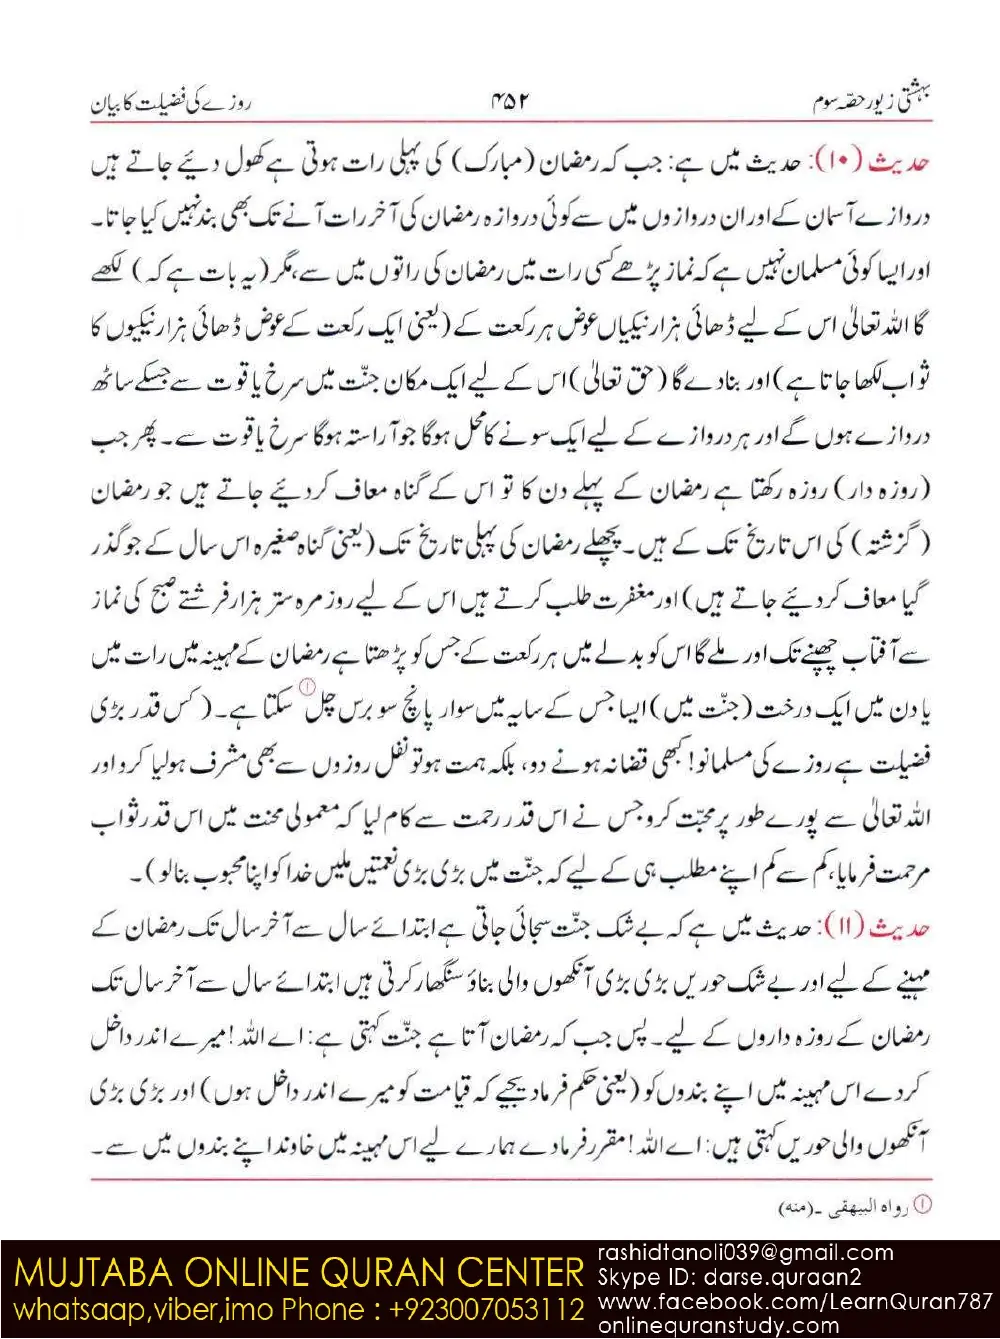 بہشتی زیور حصّہ سوم ۴۵۲ روزے کی فضیلت کا بیان
حدیث (۱۰): حدیث میں ہے: جب کہ رمضان (مبارک) کی پہلی رات ہوتی ہے کھول دیئے جاتے ہیں
دروازے آسمان کے اور ان دروازوں میں سے کوئی دروازہ رمضان کی آخر رات آنے تک بھی بند نہیں کیا جاتا۔
اور ایسا کوئی مسلمان نہیں ہے کہ نماز پڑھے کسی رات میں رمضان کی راتوں میں سے، مگر (یہ بات ہے کہ) لکھے
گا اللہ تعالیٰ اس کے لیے ڈھائی ہزار نیکیاں عوض ہر رکعت کے (یعنی ایک رکعت کے عوض ڈھائی ہزار نیکیوں کا
ثواب لکھا جاتا ہے) اور بنادے گا (حق تعالیٰ) اس کے لیے ایک مکان جنّت میں سرخ یاقوت سے جسکے ساٹھ
دروازے ہوں گے اور ہر دروازے کے لیے ایک سونے کا محل ہوگا جو آراستہ ہوگا سرخ یاقوت سے۔ پھر جب
(روزہ دار) روزہ رکھتا ہے رمضان کے پہلے دن کا تو اس کے گناہ معاف کردیئے جاتے ہیں جو رمضان
(گزشتہ) کی اس تاریخ تک کے ہیں۔ پچھلے رمضان کی پہلی تاریخ تک (یعنی گناہ صغیرہ اس سال کے جو گذر
گیا معاف کردیئے جاتے ہیں) اور مغفرت طلب کرتے ہیں اس کے لیے روز مرہ ستر ہزار فرشتے صبح کی نماز
سے آفتاب چھپنے تک اور ملے گا اس کو بدلے میں ہر رکعت کے جس کو پڑھتا ہے رمضان کے مہینہ میں رات میں
یا دن میں ایک درخت (جنّت میں) ایسا جس کے سایہ میں سوار پانچ سو برس چل① سکتا ہے۔ (کس قدر بڑی
فضیلت ہے روزے کی مسلمانو! کبھی قضا نہ ہونے دو، بلکہ ہمت ہو تو نفل روزوں سے بھی مشرف ہولیا کرو اور
اللہ تعالیٰ سے پورے طور پر محبّت کرو جس نے اس قدر رحمت سے کام لیا کہ معمولی محنت میں اس قدر ثواب
مرحمت فرمایا، کم سے کم اپنے مطلب ہی کے لیے کہ جنّت میں بڑی بڑی نعمتیں ملیں خدا کو اپنا محبوب بنالو)۔
حدیث (۱۱): حدیث میں ہے کہ بے شک جنّت سجائی جاتی ہے ابتدائے سال سے آخر سال تک رمضان کے
مہینے کے لیے اور بے شک حوریں بڑی بڑی آنکھوں والی بناؤ سنگھار کرتی ہیں ابتدائے سال سے آخر سال تک
رمضان کے روزہ داروں کے لیے۔ پس جب کہ رمضان آتا ہے جنّت کہتی ہے: اے اللہ! میرے اندر داخل
کردے اس مہینہ میں اپنے بندوں کو (یعنی حکم فرمادیجیے کہ قیامت کو میرے اندر داخل ہوں) اور بڑی بڑی
آنکھوں والی حوریں کہتی ہیں: اے اللہ! مقرر فرمادے ہمارے لیے اس مہینہ میں خاوند اپنے بندوں میں سے۔
① رواہ البیهقی ۔(منه)
MUJTABA ONLINE QURAN CENTER
whatsaap,viber,imo Phone : +923007053112
rashidtanoli039@gmail.com
Skype ID: darse.quraan2
www.facebook.com/LearnQuran787
onlinequranstudy.com